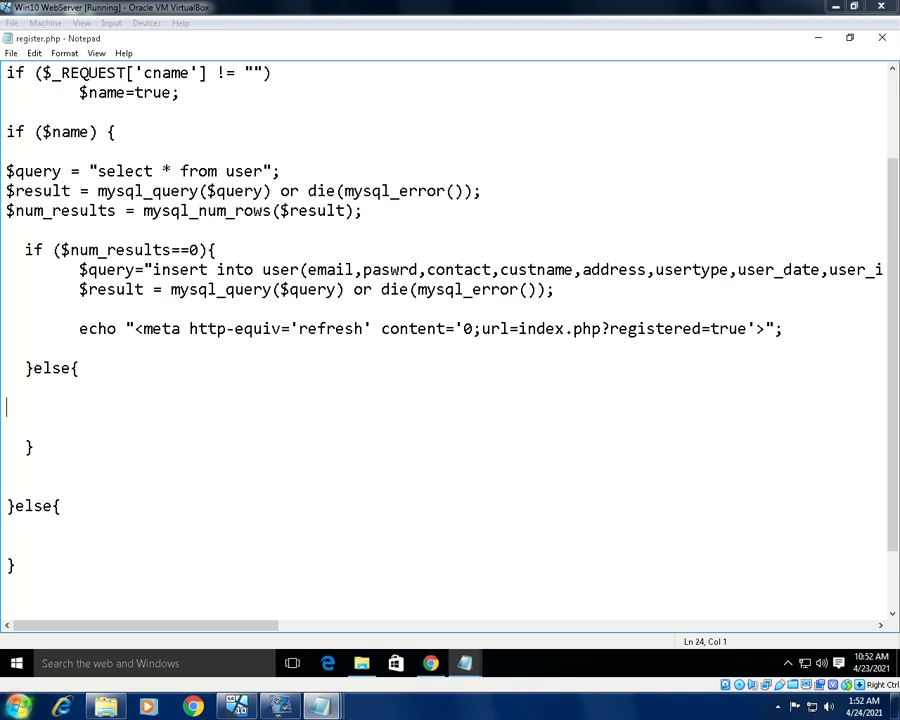 Win10 WebServer [Running] - Oracle VM VirtualBox
File Machine View Input Devices Help
register.php - Notepad
File Edit Format View Help
if ($_REQUEST['cname'] != "")
$name=true;
if ($name) {
$query = "select * from user";
$result = mysql_query($query) or die(mysql_error());
$num_results = mysql_num_rows($result);
if ($num_results==0){
$query="insert into user(email,paswrd,contact,custname,address,usertype,user_date,user_i
$result = mysql_query($query) or die(mysql_error());
echo "<meta http-equiv='refresh' content='0;url=index.php?registered=true'>";
}else{
}
}else{
}
Ln 24, Col 1
Search the web and Windows
10:52 AM
4/23/2021
Right Ctrl
1:52 AM
4/24/2021